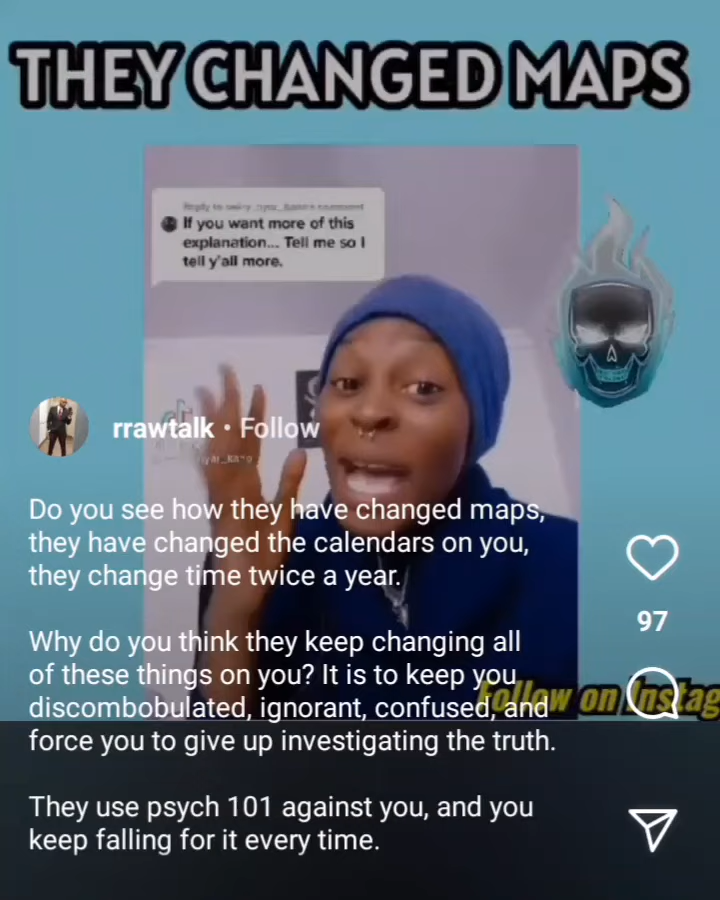 THEY CHANGED MAPS
If you want more of this
explanation... Tell me so I
tell y'all more.
rrawtalk • Follow
Do you see how they have changed maps,
they have changed the calendars on you,
they change time twice a year.
Why do you think they keep changing all
of these things on you? It is to keep you
discombobulated, ignorant, confused, and
force you to give up investigating the truth.
They use psych 101 against you, and you
keep falling for it every time.
97
Follow on Instag